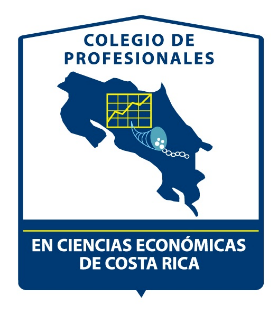 COLEGIO DE
PROFESIONALES
EN CIENCIAS ECONÓMICAS
DE COSTA RICA